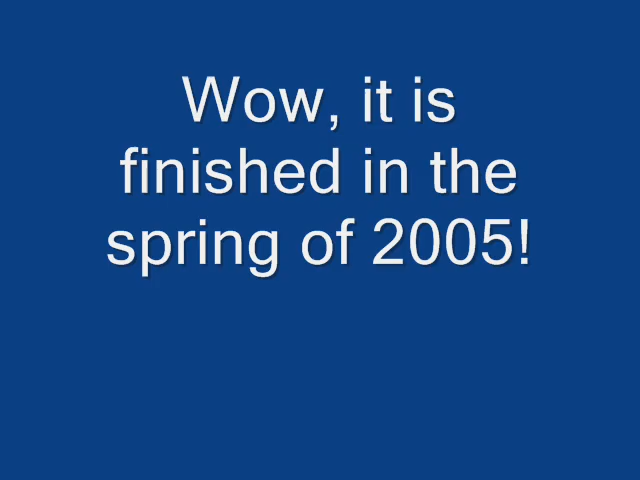 Wow, it is
finished in the
spring of 2005!